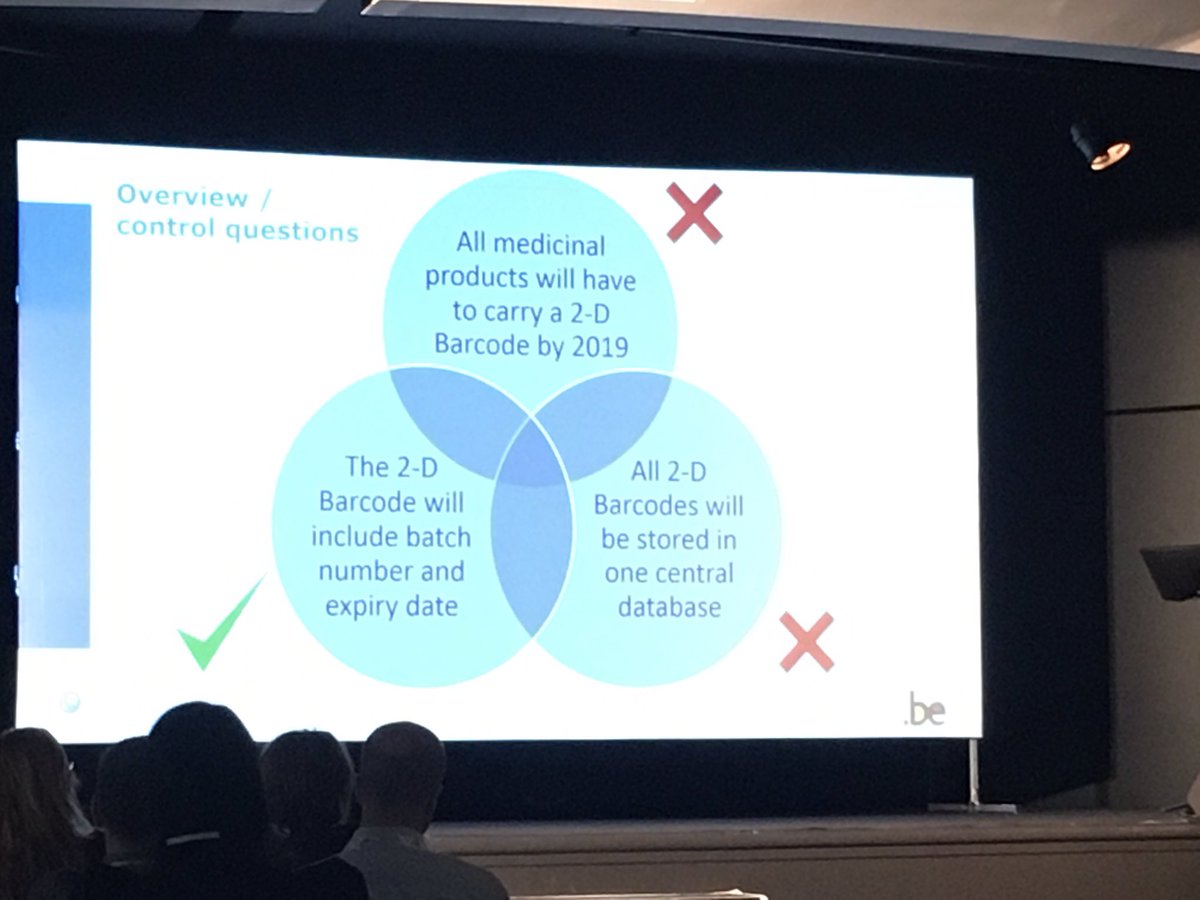 Overview /
control questions
All medicinal
products will have
to carry a 2-D
Barcode by 2019
The 2-D
Barcode will
include batch
number and
expiry date
All 2-D
Barcodes will
be stored in
one central
database
.be